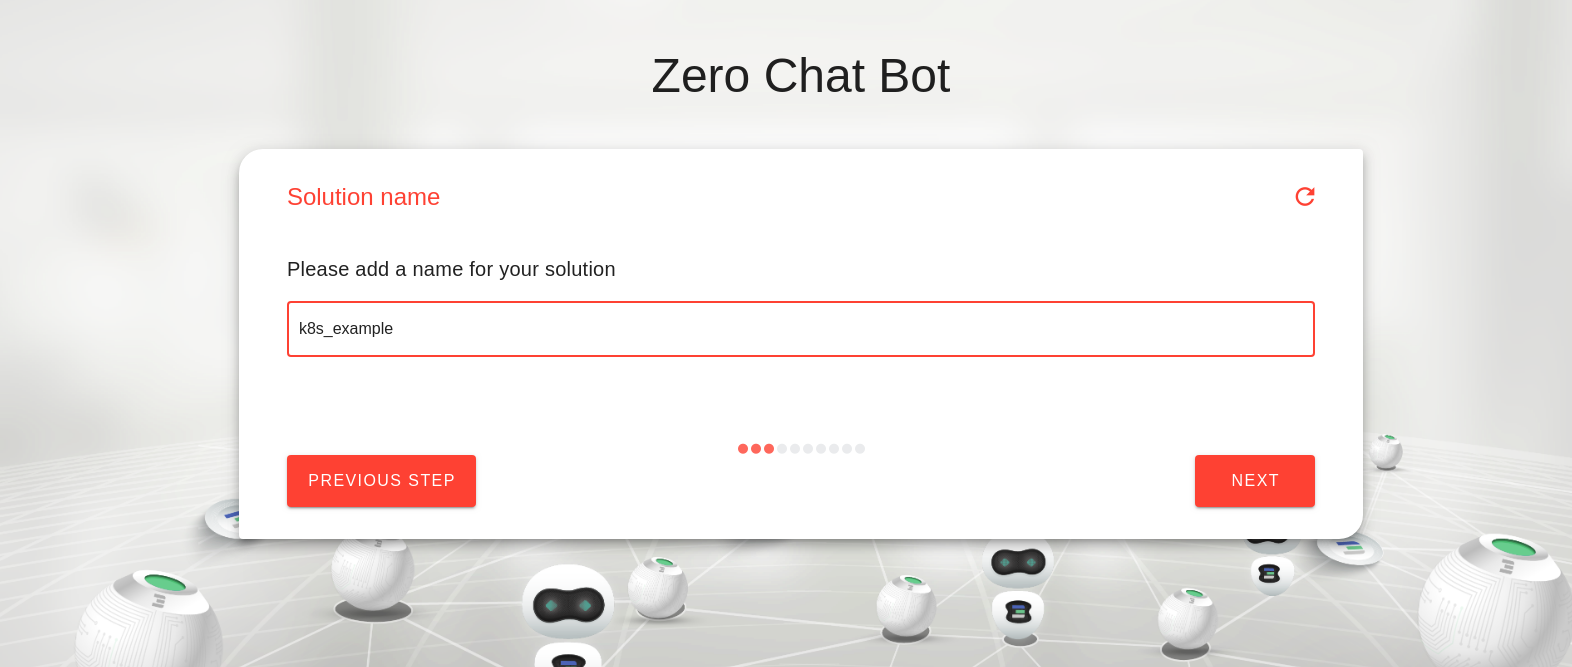 Zero Chat Bot
Solution name
Please add a name for your solution
k8s_example
PREVIOUS STEP
NEXT